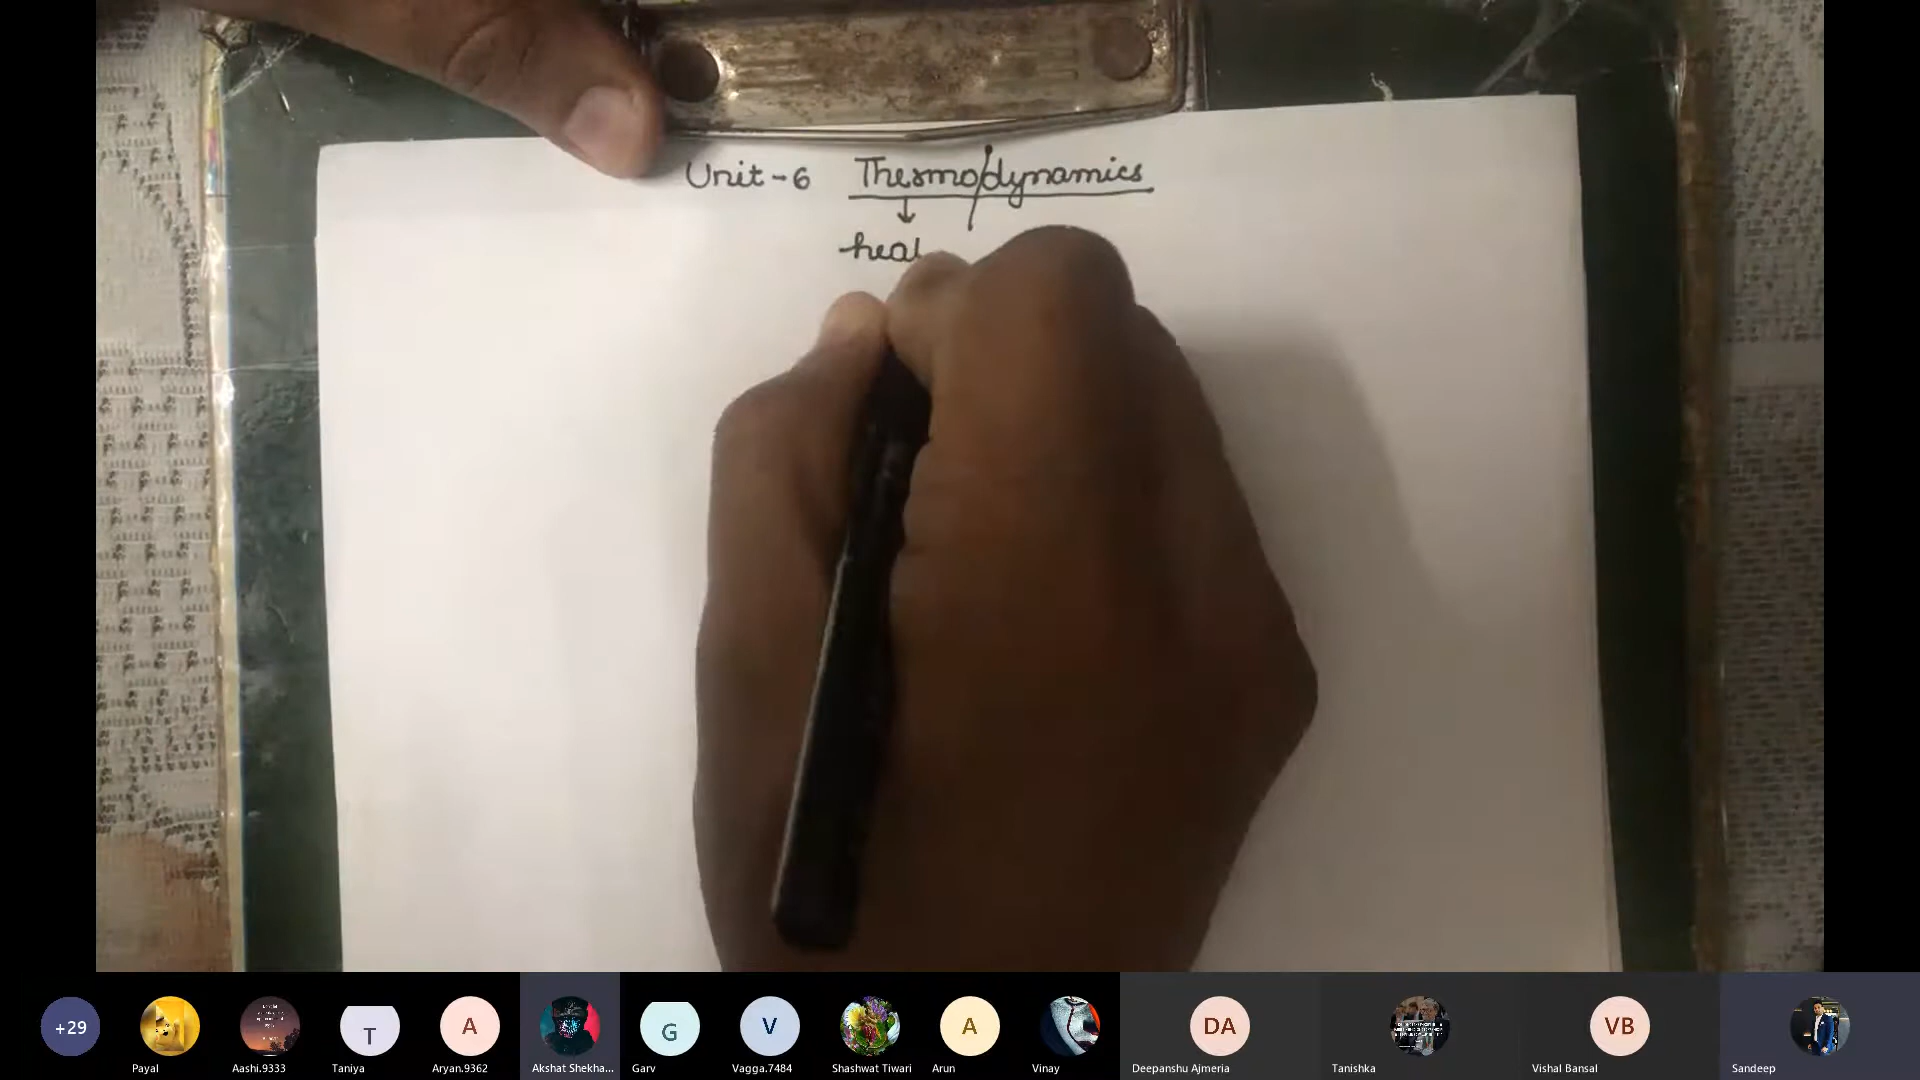 Unit-6 Thermodynamics
heat
+29
T
A
G
V
A
DA
VB
Payal
Aashi.9333
Taniya
Aryan.9362
Akshat Shekha...
Garv
Vagga.7484
Shashwat Tiwari
Arun
Vinay
Deepanshu Ajmeria
Tanishka
Vishal Bansal
Sandeep